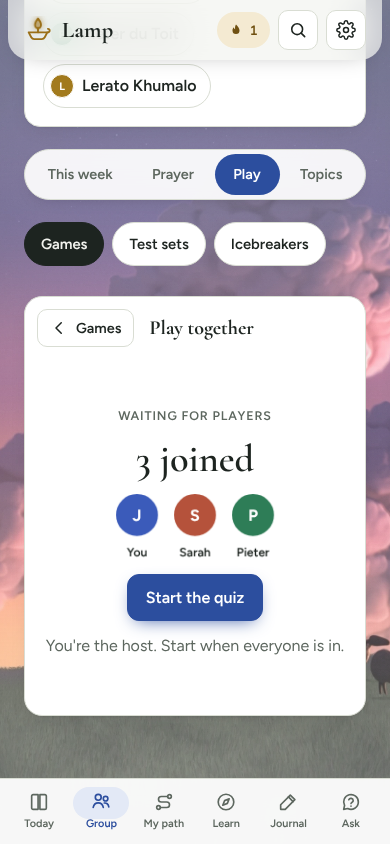 Lamp
1
L
Lerato Khumalo
This week
Prayer
Play
Topics
Games
Test sets
Icebreakers
Games
Play together
WAITING FOR PLAYERS
3 joined
J
S
P
You
Sarah
Pieter
Start the quiz
You're the host. Start when everyone is in.
Today
Group
My path
Learn
Journal
Ask